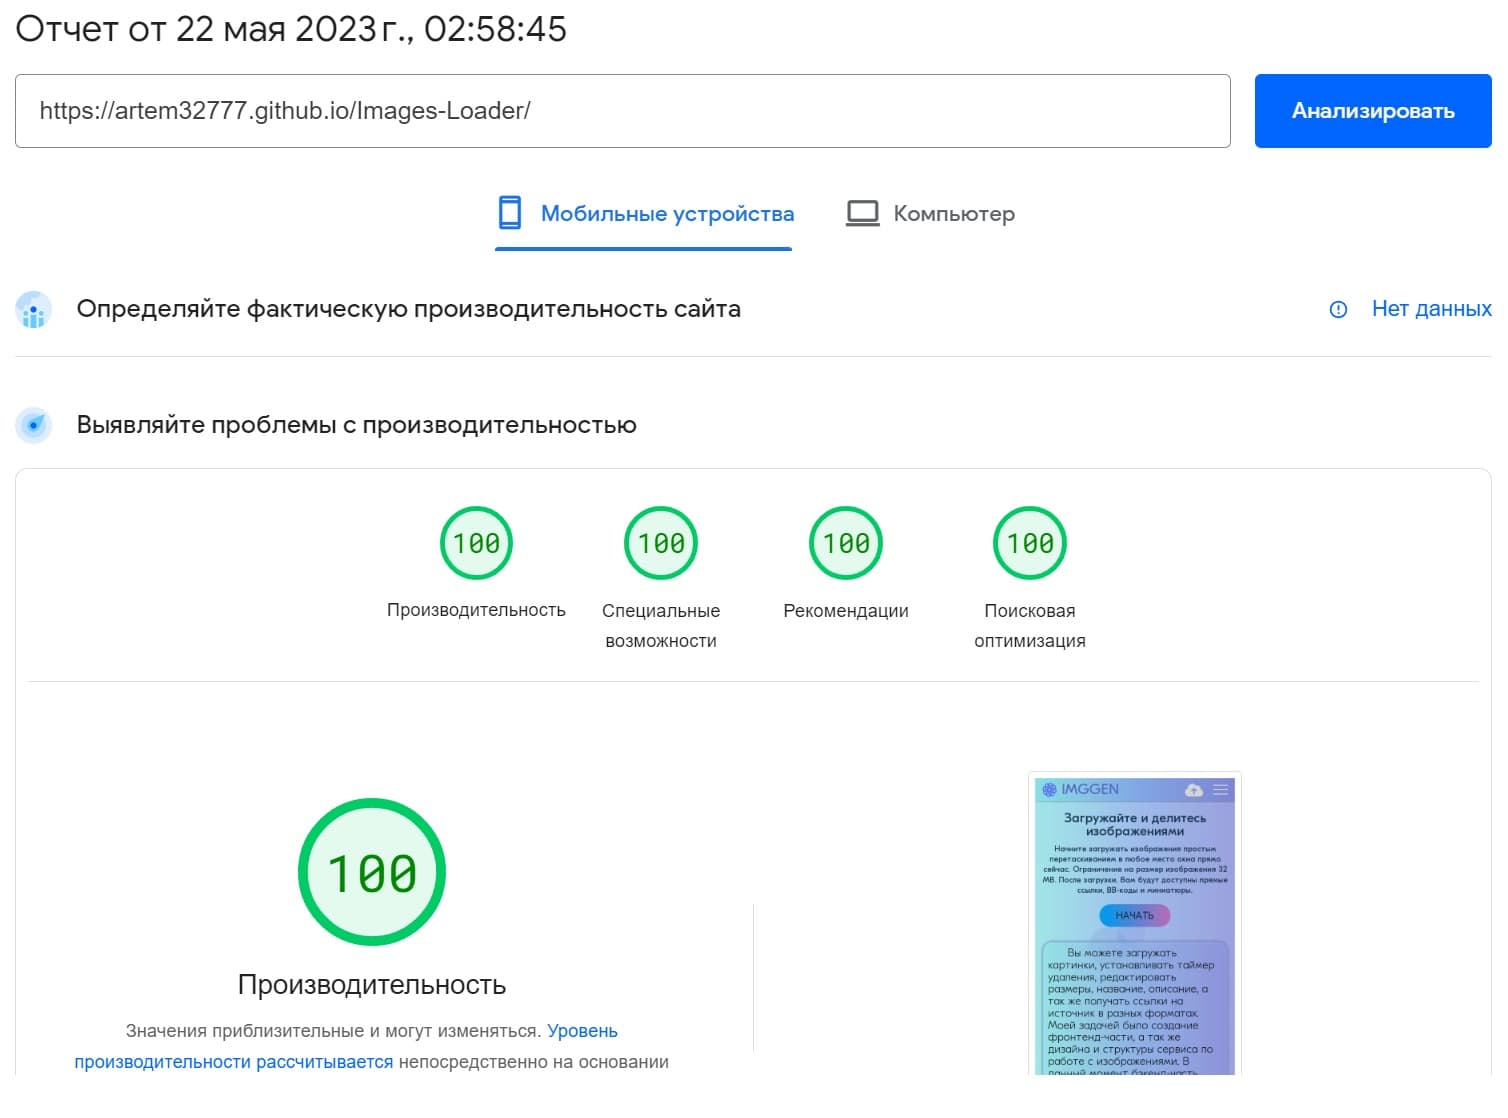 Отчет от 22 мая 2023 г., 02:58:45
https://artem32777.github.io/Images-Loader/
Анализировать
Мобильные устройства
Компьютер
Определяйте фактическую производительность сайта
Нет данных
Выявляйте проблемы с производительностью
100
100
100
100
Производительность
Специальные
возможности
Рекомендации
Поисковая
оптимизация
100
Производительность
Значения приблизительные и могут изменяться. Уровень
производительности рассчитывается непосредственно на основании
IMGGEN
Загружайте и делитесь
изображениями
Начните загружать изображения простым
перетаскиванием в любое место окна прямо
сейчас. Ограничение на размер изображения 32
MB. После загрузки. Вам будут доступны прямые
ссылки, BB-коды и миниатюры.
НАЧАТЬ
Вы можете загружать
картинки, устанавливать таймер
удаления, редактировать
размеры, название, описание, а
так же получать ссылки на
источник в разных форматах.
Моей задачей было создание
фронтенд-части, а так же
дизайна и структуры сервиса по
работе с изображениями. В
данный момент бэкенд-часть